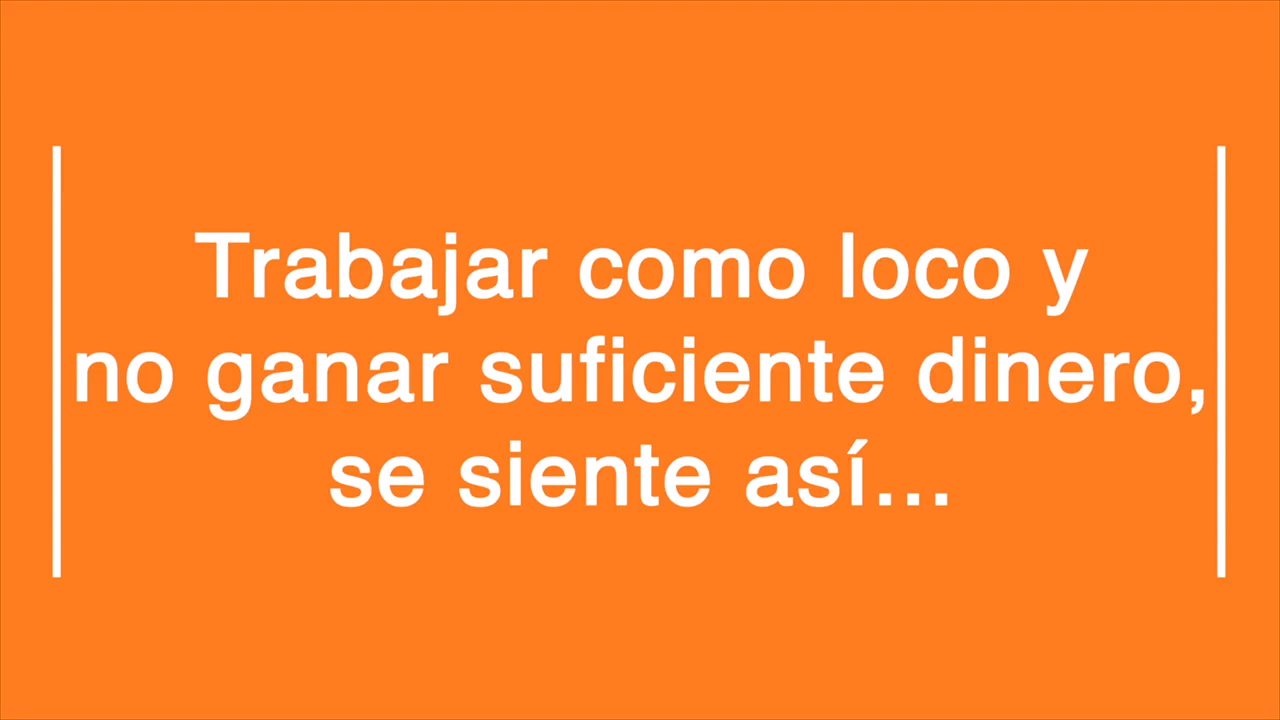 Trabajar como loco y
no ganar suficiente dinero,
se siente así...